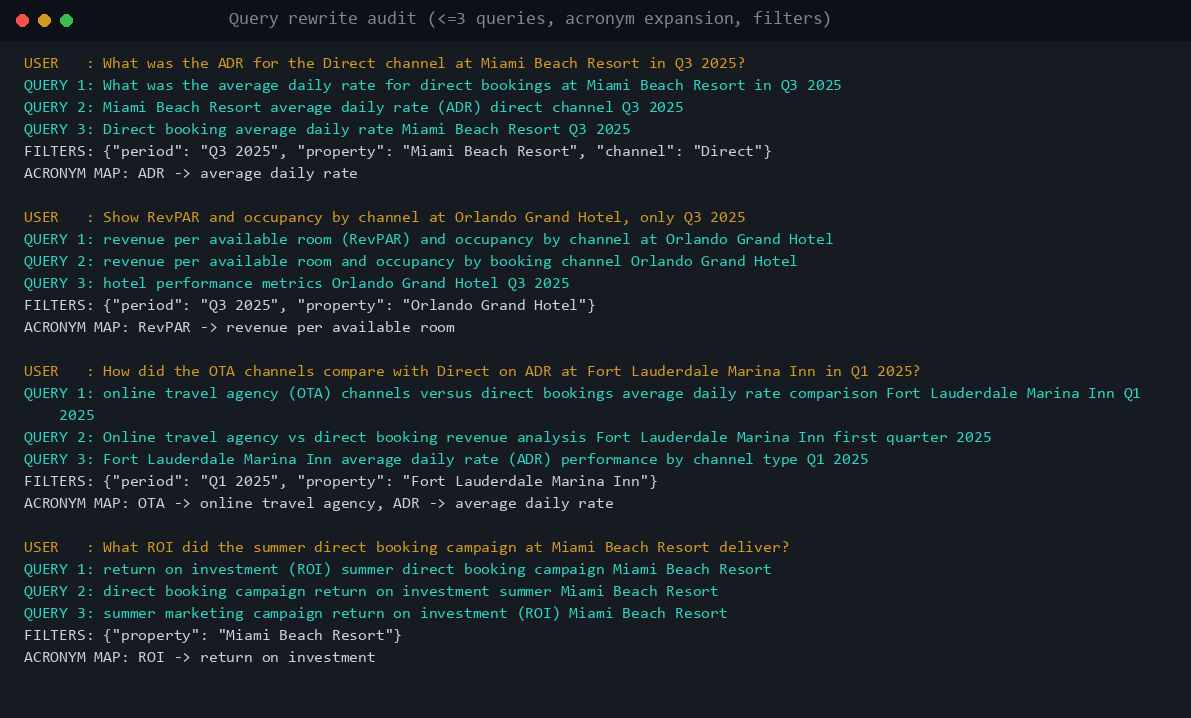 Query rewrite audit (<=3 queries, acronym expansion, filters)
USER   : What was the ADR for the Direct channel at Miami Beach Resort in Q3 2025?
QUERY 1: What was the average daily rate for direct bookings at Miami Beach Resort in Q3 2025
QUERY 2: Miami Beach Resort average daily rate (ADR) direct channel Q3 2025
QUERY 3: Direct booking average daily rate Miami Beach Resort Q3 2025
FILTERS: {"period": "Q3 2025", "property": "Miami Beach Resort", "channel": "Direct"}
ACRONYM MAP: ADR -> average daily rate
USER   : Show RevPAR and occupancy by channel at Orlando Grand Hotel, only Q3 2025
QUERY 1: revenue per available room (RevPAR) and occupancy by channel at Orlando Grand Hotel
QUERY 2: revenue per available room and occupancy by booking channel Orlando Grand Hotel
QUERY 3: hotel performance metrics Orlando Grand Hotel Q3 2025
FILTERS: {"period": "Q3 2025", "property": "Orlando Grand Hotel"}
ACRONYM MAP: RevPAR -> revenue per available room
USER   : How did the OTA channels compare with Direct on ADR at Fort Lauderdale Marina Inn in Q1 2025?
QUERY 1: online travel agency (OTA) channels versus direct bookings average daily rate comparison Fort Lauderdale Marina Inn Q1
2025
QUERY 2: Online travel agency vs direct booking revenue analysis Fort Lauderdale Marina Inn first quarter 2025
QUERY 3: Fort Lauderdale Marina Inn average daily rate (ADR) performance by channel type Q1 2025
FILTERS: {"period": "Q1 2025", "property": "Fort Lauderdale Marina Inn"}
ACRONYM MAP: OTA -> online travel agency, ADR -> average daily rate
USER   : What ROI did the summer direct booking campaign at Miami Beach Resort deliver?
QUERY 1: return on investment (ROI) summer direct booking campaign Miami Beach Resort
QUERY 2: direct booking campaign return on investment summer Miami Beach Resort
QUERY 3: summer marketing campaign return on investment (ROI) Miami Beach Resort
FILTERS: {"property": "Miami Beach Resort"}
ACRONYM MAP: ROI -> return on investment